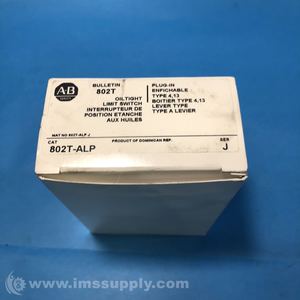 AB
BULLETIN
802T
OILTIGHT
LIMIT SWITCH
INTERRUPTEUR DE
POSITION ETANCHE
AUX HUILES
PLUG-IN
ENFICHABLE
TYPE 4,13
BOITIER TYPE 4,13
LEVER TYPE
TYPE A LEVIER
MAT NO 802T-ALP J
CAT
802T-ALP
PRODUCT OF DOMINICAN REP.
SER
J
© www.imssupply.com